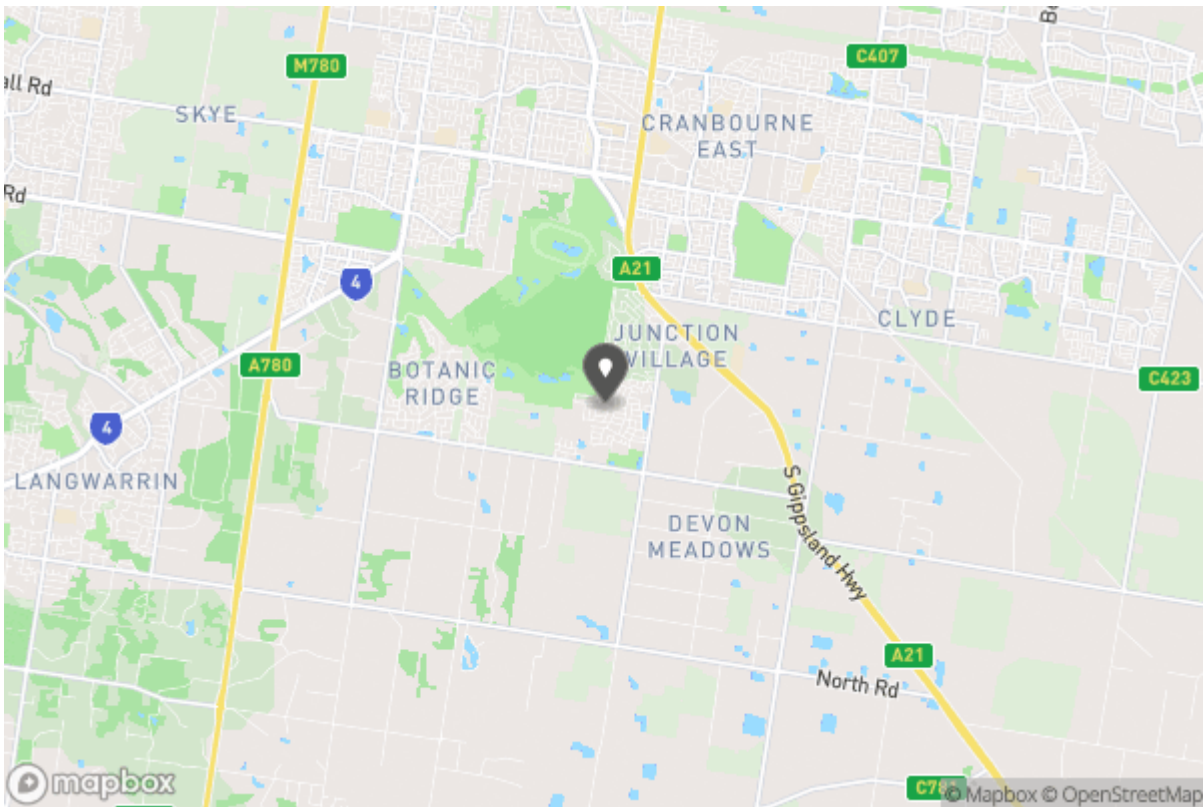 M780
C407
all Rd
SKYE
CRANBOURNE
EAST
Rd
A21
4
JUNCTION
VILLAGE
CLYDE
A780
BOTANIC
RIDGE
C423
4
LANGWARRIN
S Gippsland Hwy
DEVON
MEADOWS
A21
North Rd
mapbox
© Mapbox © OpenStreetMap